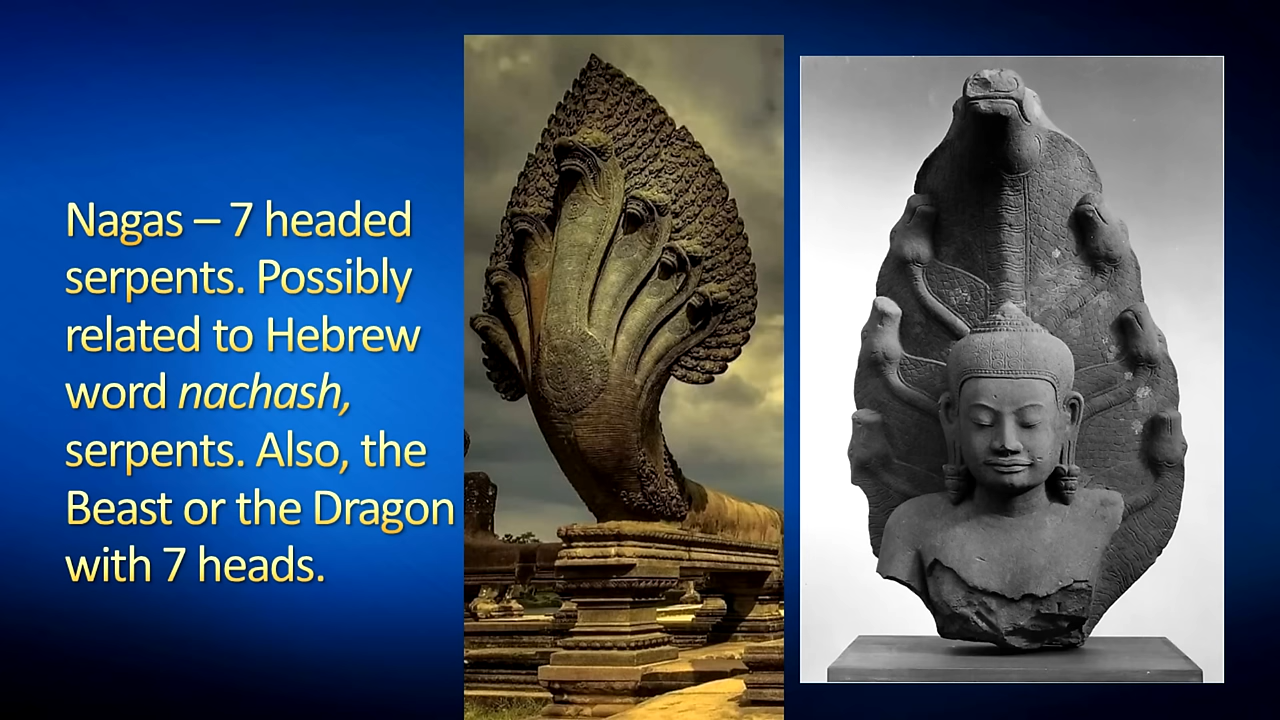 Nagas – 7 headed
serpents. Possibly
related to Hebrew
word nachash,
serpents. Also, the
Beast or the Dragon
with 7 heads.